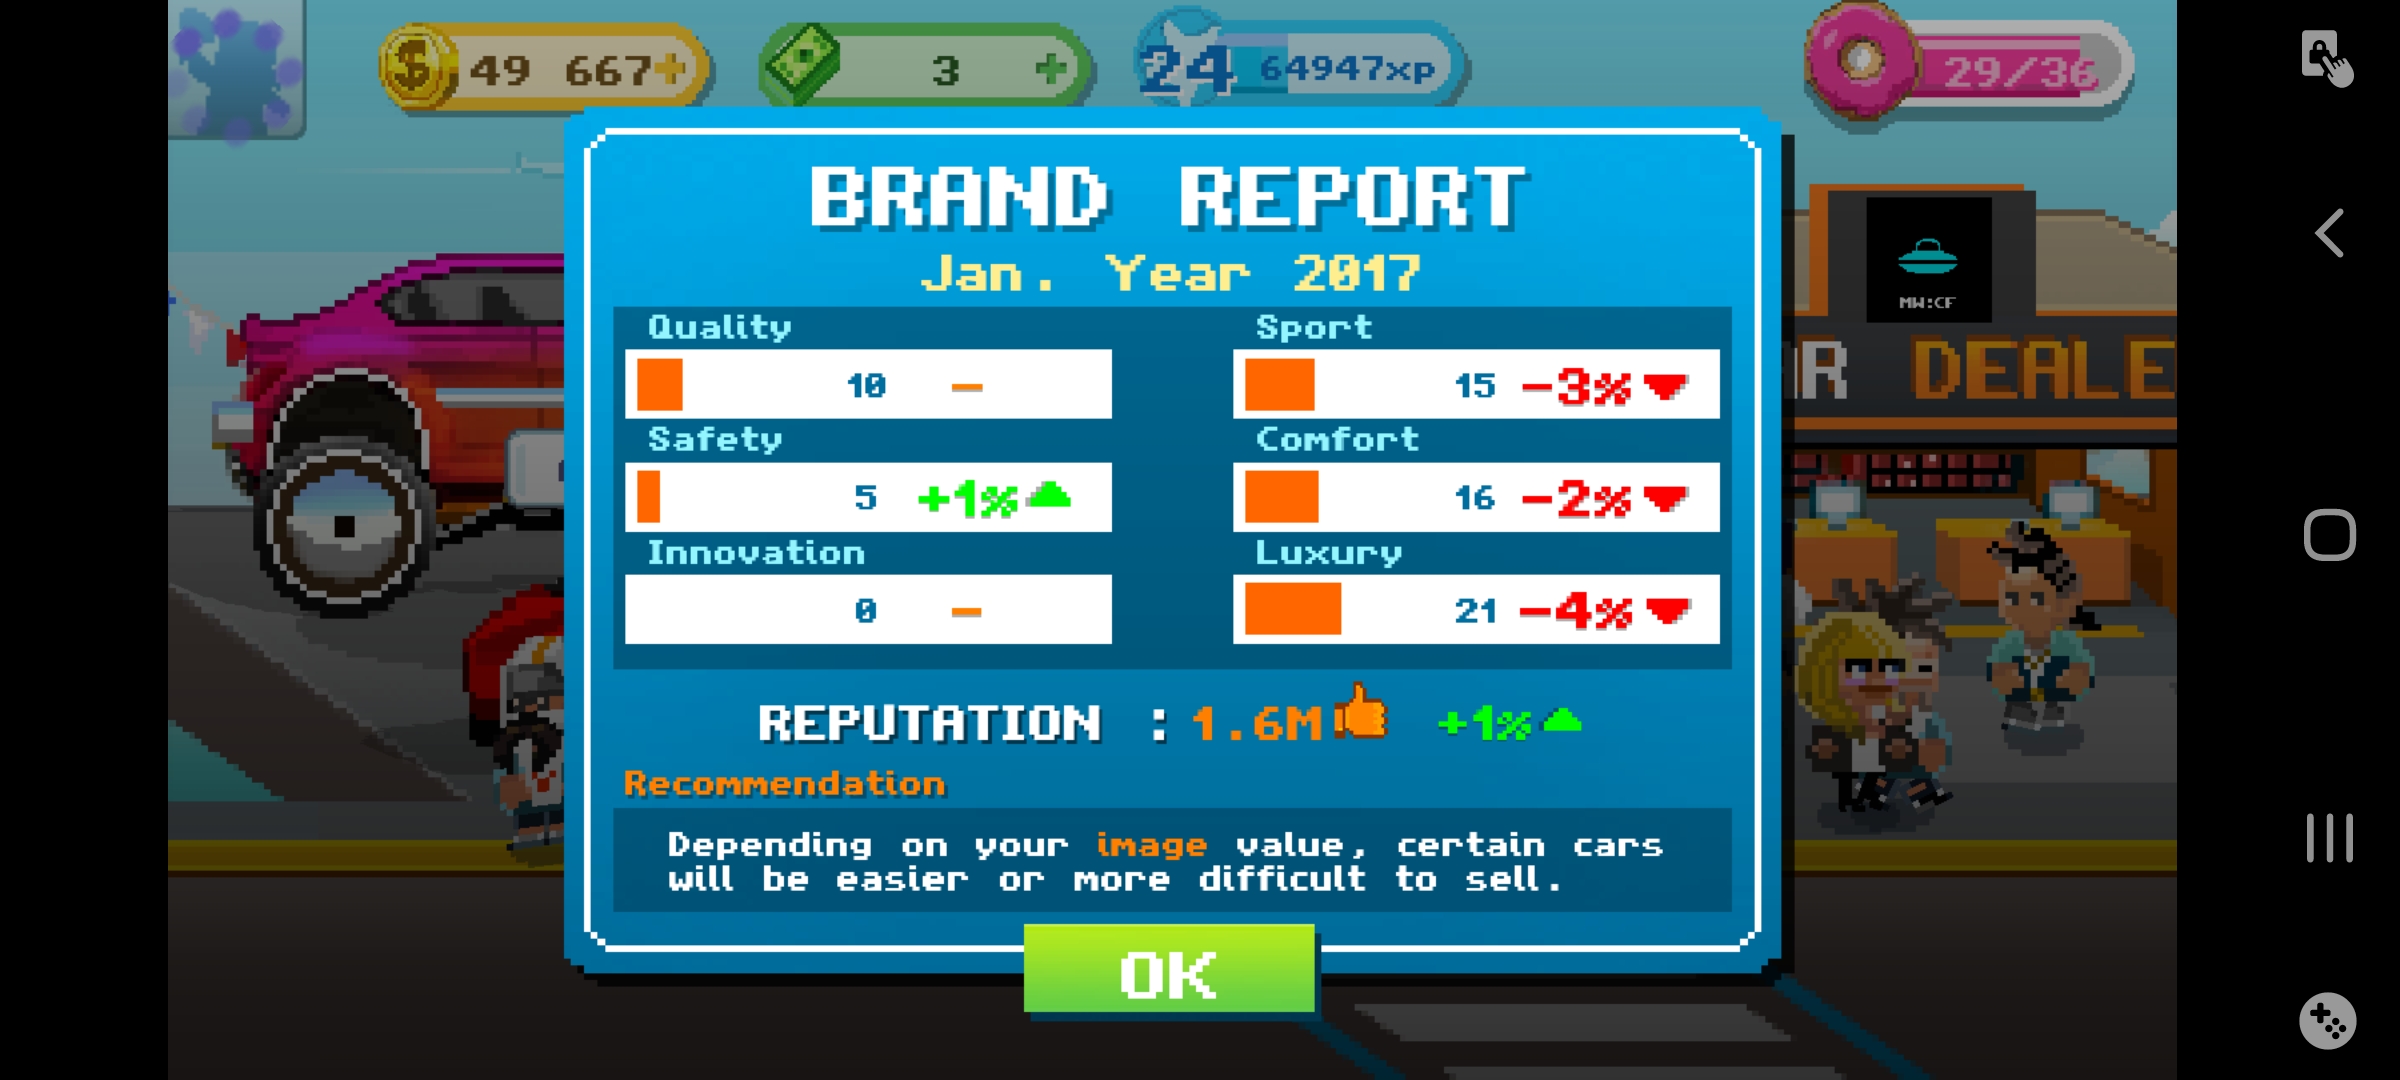 $ 49 667+
3 +
24 64947xp
29/36
BRAND REPORT
Jan. Year 2017
Quality
10 –
Sport
15 -3%
Safety
5 +1%
Comfort
16 -2%
Innovation
0 –
Luxury
21 -4%
REPUTATION : 1.6M +1%
Recommendation
Depending on your image value, certain cars
will be easier or more difficult to sell.
OK
MW:CF
AR DEALE